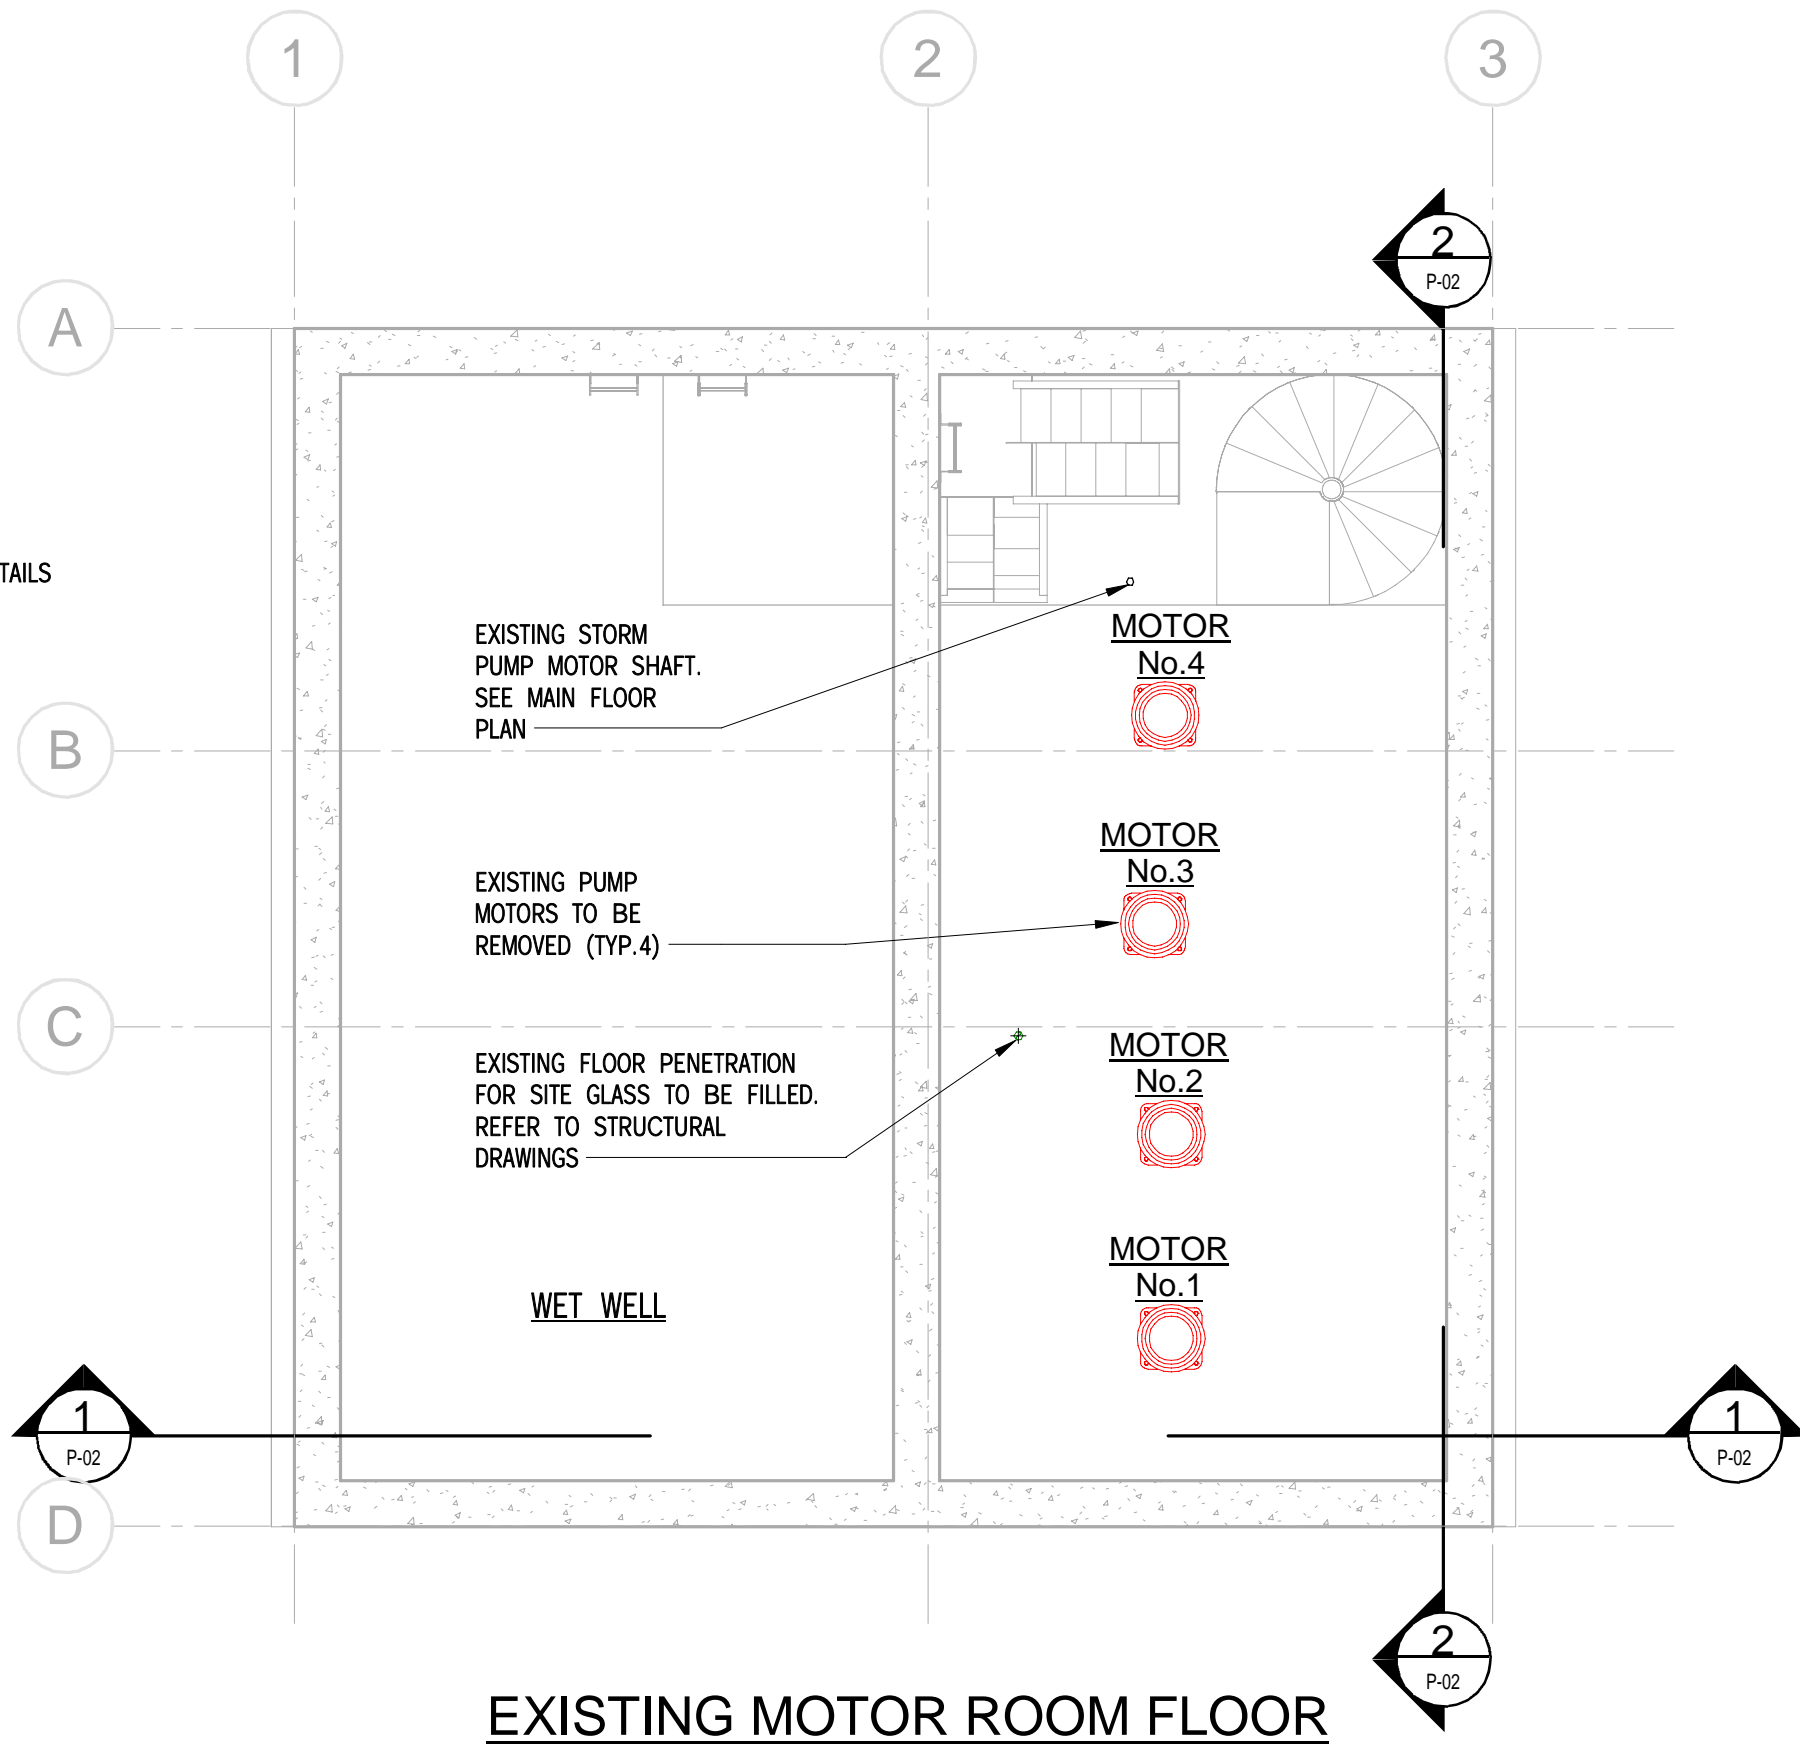 1
2
3
2
P-02
A
TAILS
EXISTING STORM
PUMP MOTOR SHAFT.
SEE MAIN FLOOR
PLAN
MOTOR
No.4
B
MOTOR
No.3
EXISTING PUMP
MOTORS TO BE
REMOVED (TYP.4)
C
EXISTING FLOOR PENETRATION
FOR SITE GLASS TO BE FILLED.
REFER TO STRUCTURAL
DRAWINGS
MOTOR
No.2
MOTOR
No.1
WET WELL
1
P-02
1
P-02
D
2
P-02
EXISTING MOTOR ROOM FLOOR